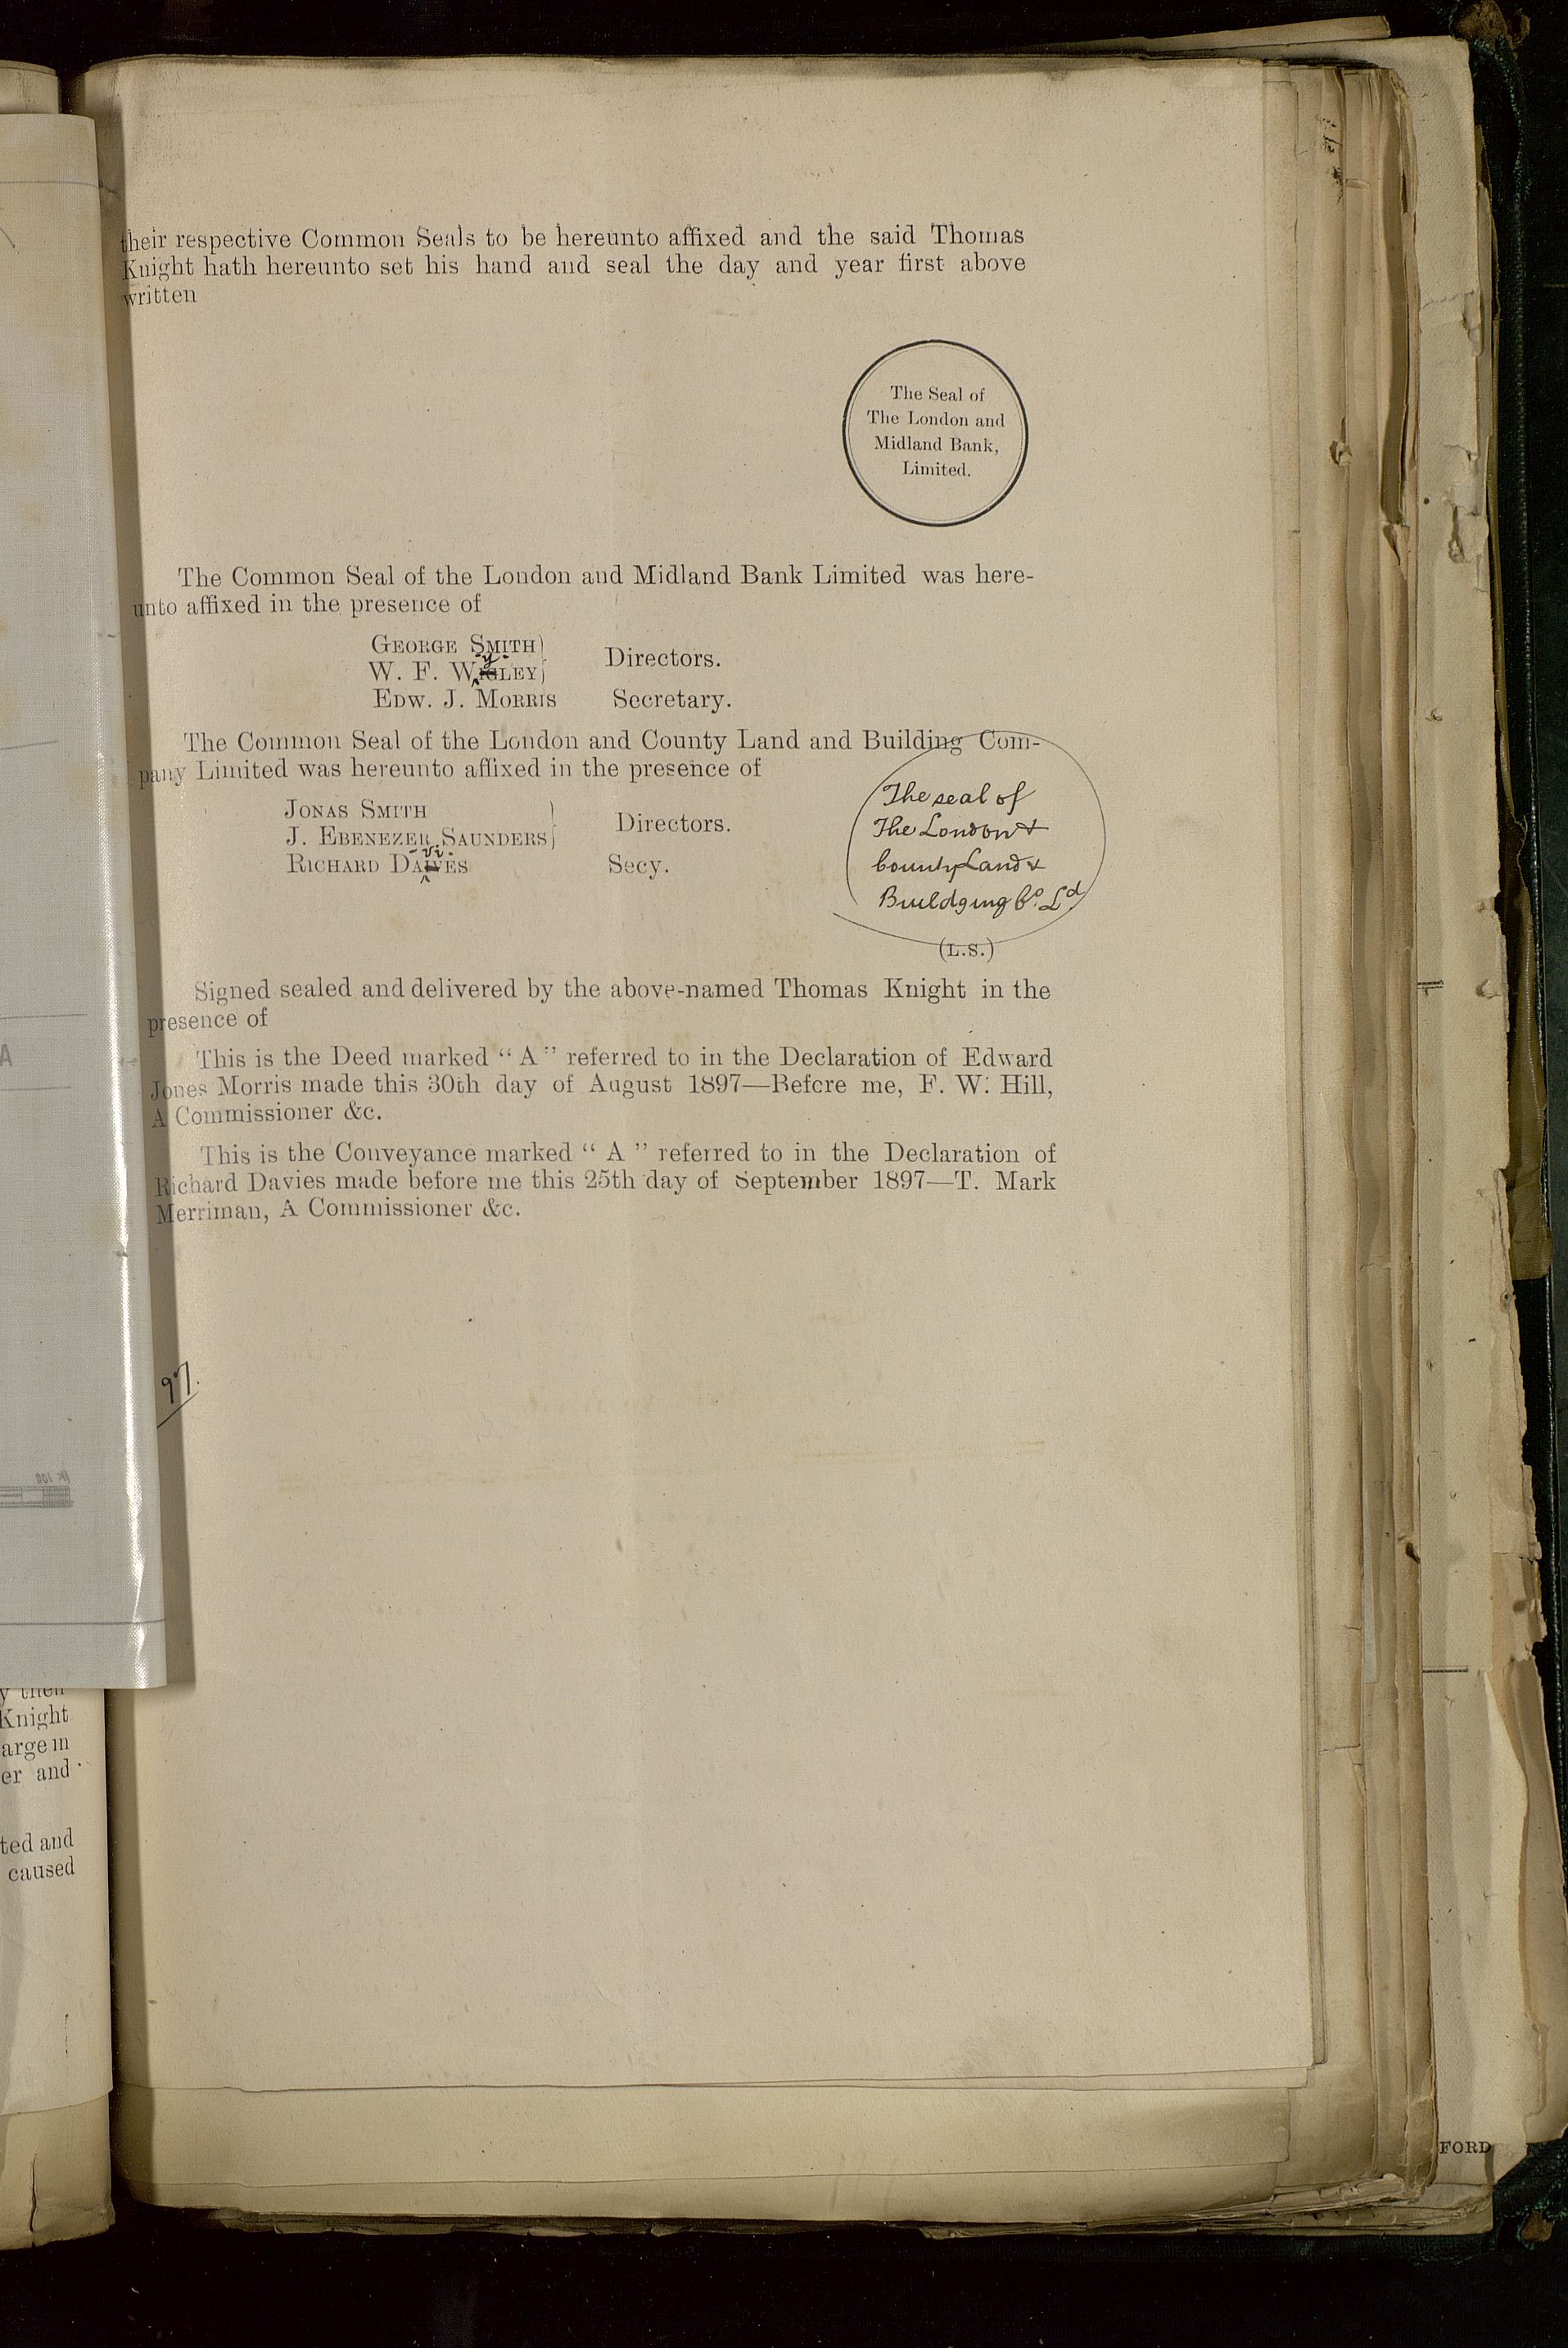 their respective Common Seals to be hereunto affixed and the said Thomas
Knight hath hereunto set his hand and seal the day and year first above
written
The Seal of
The London and
Midland Bank,
Limited.
The Common Seal of the London and Midland Bank Limited was here-
unto affixed in the presence of
GEORGE SMITH
W. F. WyLEY
Directors.
EDW. J. MORRIS Secretary.
The Common Seal of the London and County Land and Building Com-
pany Limited was hereunto affixed in the presence of
JONAS SMITH
J. EBENEZER SAUNDERS
Directors.
RICHARD DAviES Secy.
The seal of
The London &
County Land &
Buildging Co. Ld.
(L.S.)
Signed sealed and delivered by the above-named Thomas Knight in the
presence of
This is the Deed marked “ A ” referred to in the Declaration of Edward
Jones Morris made this 30th day of August 1897—Before me, F. W. Hill,
A Commissioner &c.
This is the Conveyance marked “ A ” referred to in the Declaration of
Richard Davies made before me this 25th day of September 1897—T. Mark
Merriman, A Commissioner &c.
97.
Knight
er and
ted and
caused
FORD